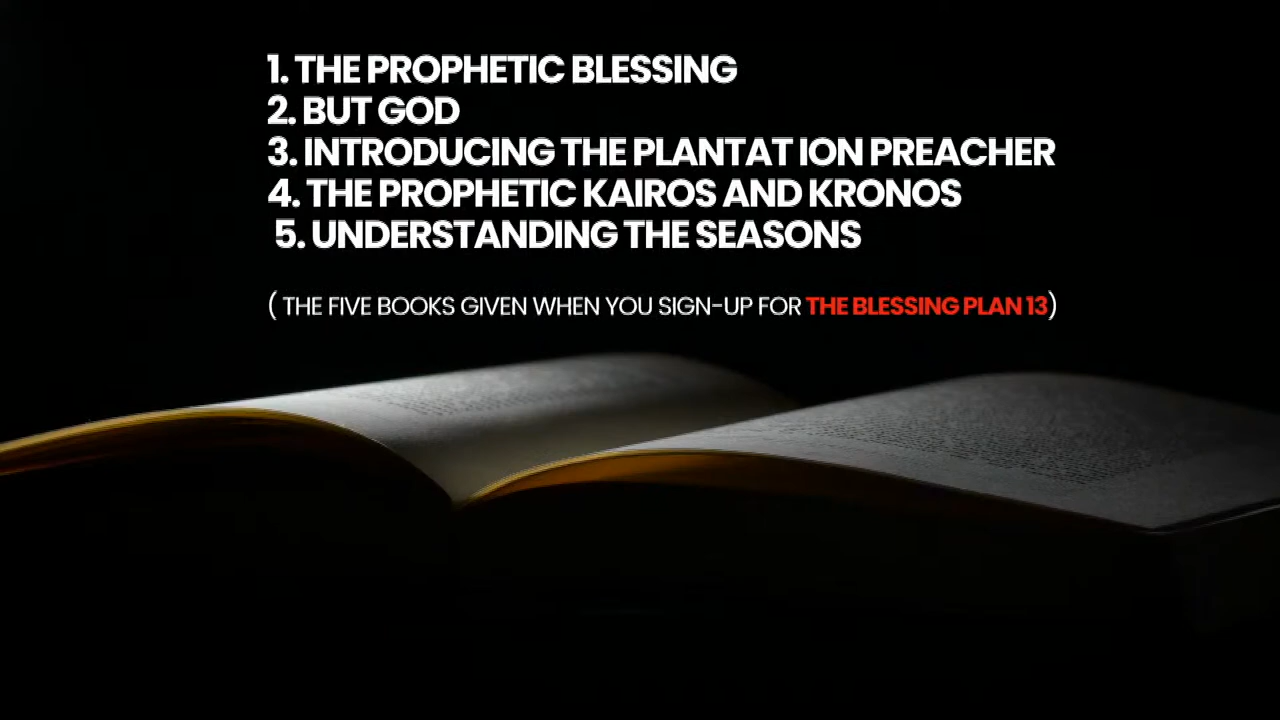 1. THE PROPHETIC BLESSING
2. BUT GOD
3. INTRODUCING THE PLANTAT ION PREACHER
4. THE PROPHETIC KAIROS AND KRONOS
5. UNDERSTANDING THE SEASONS
( THE FIVE BOOKS GIVEN WHEN YOU SIGN-UP FOR THE BLESSING PLAN 13)